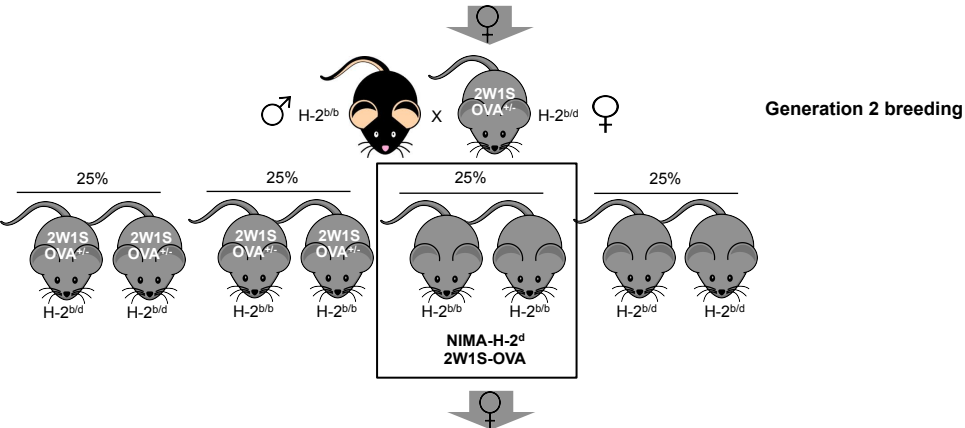 ♀
Generation 2 breeding
♂ H-2b/b X 2W1S OVA+/- H-2b/d ♀
25% 25% 25% 25%
2W1S 2W1S 2W1S 2W1S
OVA+/- OVA+/- OVA+/- OVA+/-
H-2b/d H-2b/d H-2b/b H-2b/b H-2b/b H-2b/b H-2b/d H-2b/d
NIMA-H-2d
2W1S-OVA
♀